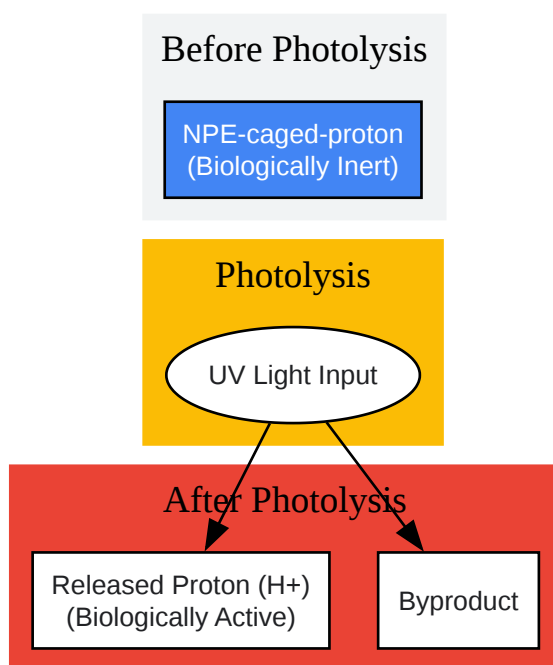 Before Photolysis
NPE-caged-proton
(Biologically Inert)
Photolysis
UV Light Input
After Photolysis
Released Proton (H+)
(Biologically Active)
Byproduct